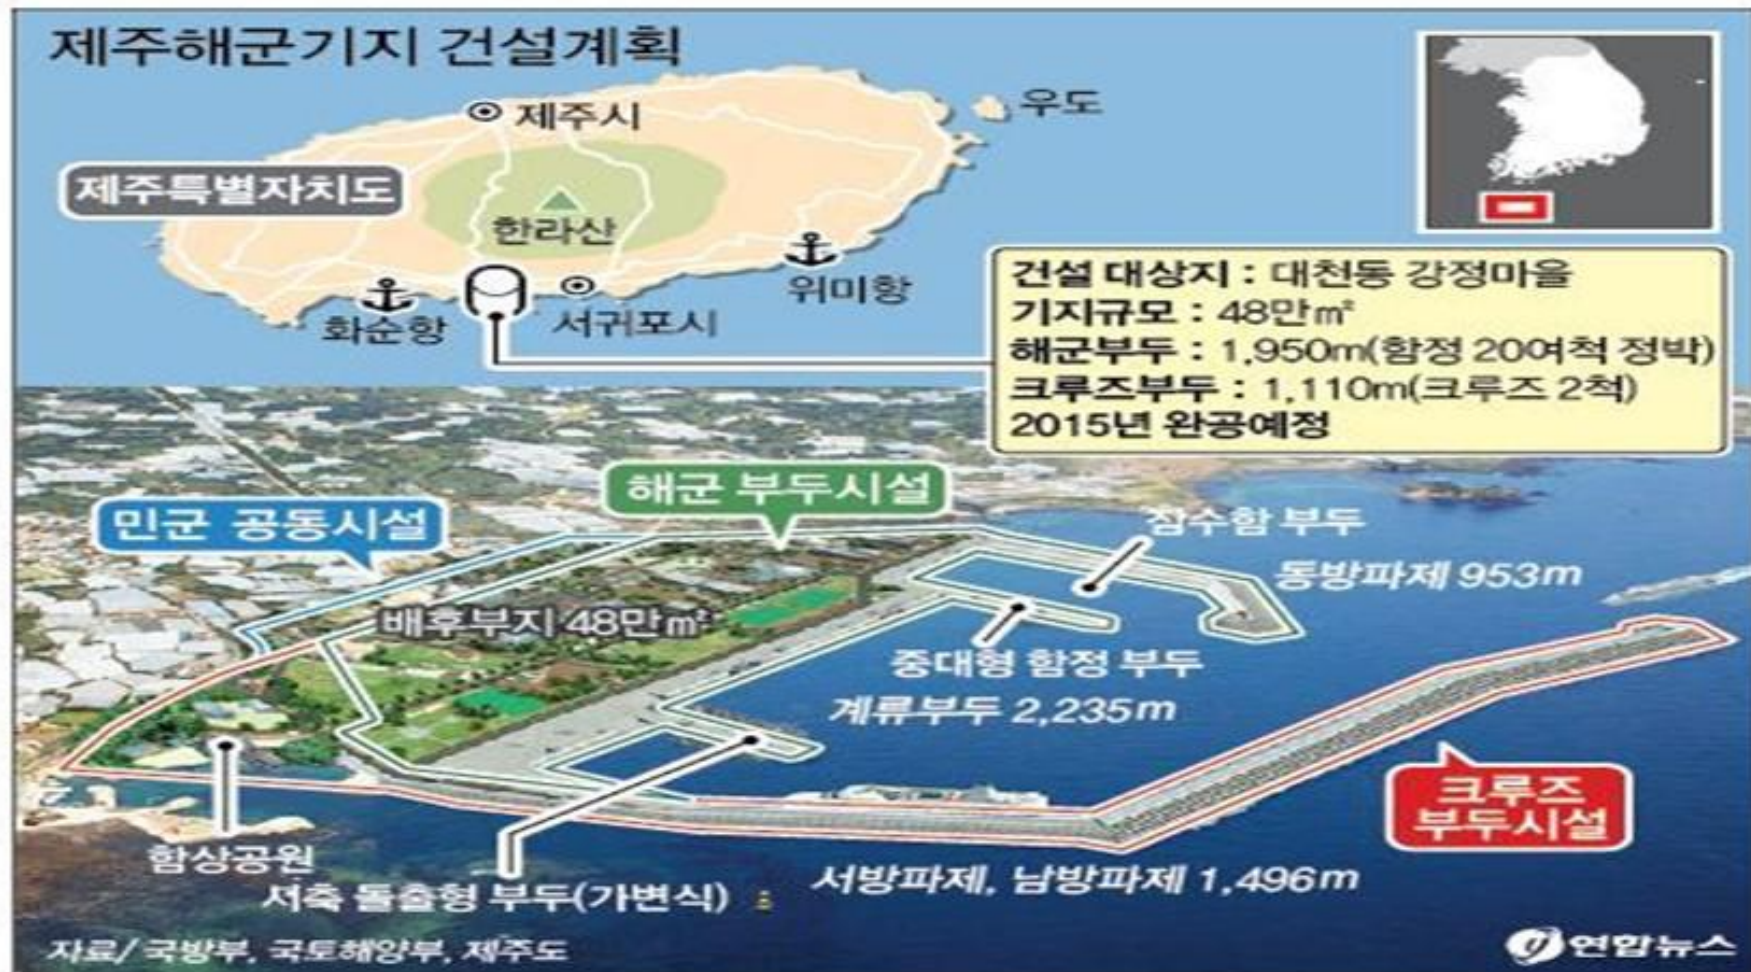 제주해군기지 건설계획
제주시
우도
제주특별자치도
한라산
위미항
화순항
서귀포시
건설 대상지 : 대천동 강정마을
기지규모 : 48만㎡
해군부두 : 1,950m(함정 20여척 정박)
크루즈부두 : 1,110m(크루즈 2척)
2015년 완공예정
해군 부두시설
민군 공동시설
잠수함 부두
동방파제 953m
배후부지 48만㎡
중대형 함정 부두
계류부두 2,235m
크루즈
부두시설
함상공원
서측 돌출형 부두(가변식)
서방파제, 남방파제 1,496m
자료/ 국방부, 국토해양부, 제주도
연합뉴스